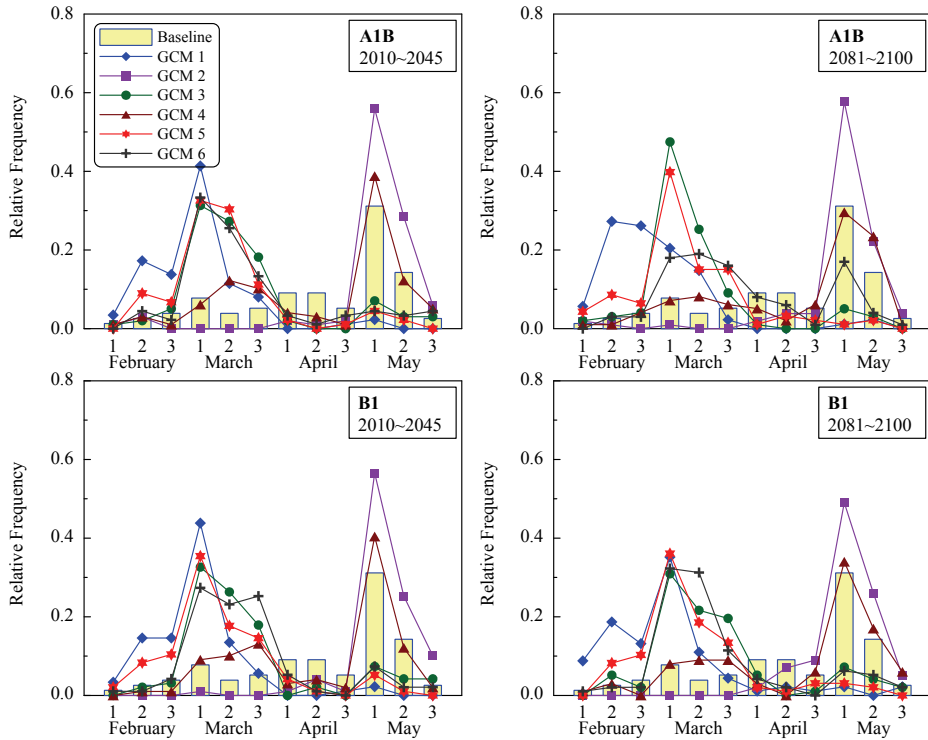 0.8
0.6
0.4
0.2
0.0
Relative Frequency
Baseline
GCM 1
GCM 2
GCM 3
GCM 4
GCM 5
GCM 6
A1B
2010~2045
1 2 3 1 2 3 1 2 3 1 2 3
February March April May
0.8
0.6
0.4
0.2
0.0
Relative Frequency
A1B
2081~2100
1 2 3 1 2 3 1 2 3 1 2 3
February March April May
0.8
0.6
0.4
0.2
0.0
Relative Frequency
B1
2010~2045
1 2 3 1 2 3 1 2 3 1 2 3
February March April May
0.8
0.6
0.4
0.2
0.0
Relative Frequency
B1
2081~2100
1 2 3 1 2 3 1 2 3 1 2 3
February March April May